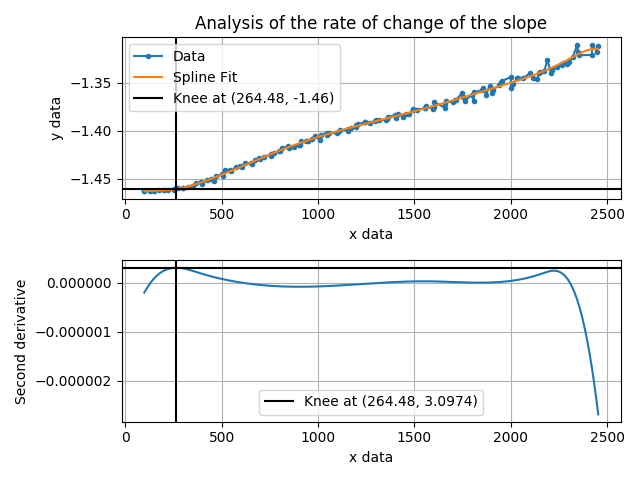 Analysis of the rate of change of the slope
Data
Spline Fit
Knee at (264.48, -1.46)
y data
−1.35
−1.40
−1.45
0 500 1000 1500 2000 2500
x data
Second derivative
0.000000
−0.000001
−0.000002
Knee at (264.48, 3.0974)
0 500 1000 1500 2000 2500
x data